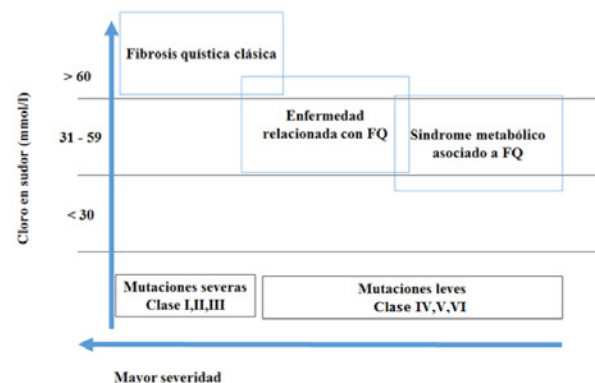 Fibrosis quística clásica
> 60
Enfermedad
relacionada con FQ
Sindrome metabólico
asociado a FQ
31 - 59
< 30
Cloro en sudor (mmol/l)
Mutaciones severas
Clase I,II,III
Mutaciones leves
Clase IV,V,VI
Mayor severidad